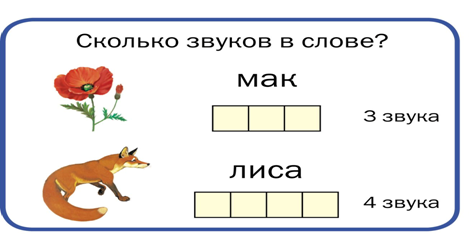 Сколько звуков в слове?
мак
3 звука
лиса
4 звука